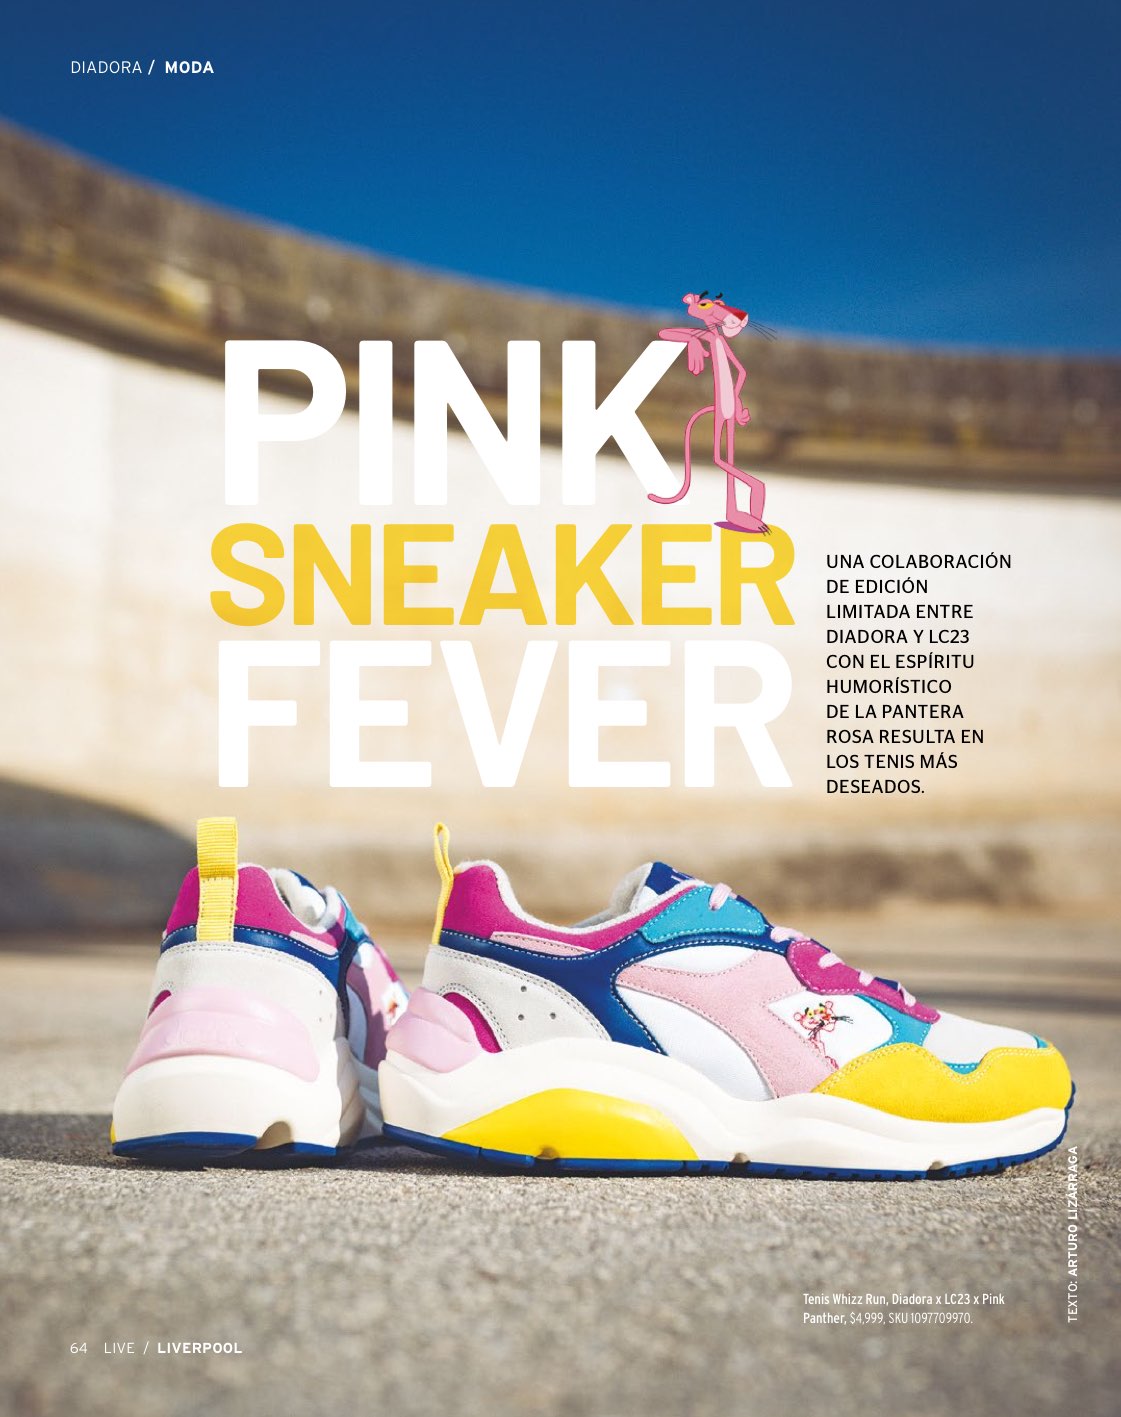 DIADORA / MODA
PINK
SNEAKER
FEVER
UNA COLABORACIÓN
DE EDICIÓN
LIMITADA ENTRE
DIADORA Y LC23
CON EL ESPÍRITU
HUMORÍSTICO
DE LA PANTERA
ROSA RESULTA EN
LOS TENIS MÁS
DESEADOS.
TEXTO: ARTURO LIZÁRRAGA
Tenis Whizz Run, Diadora x LC23 x Pink
Panther, $4,999, SKU 1097709970.
64 LIVE / LIVERPOOL